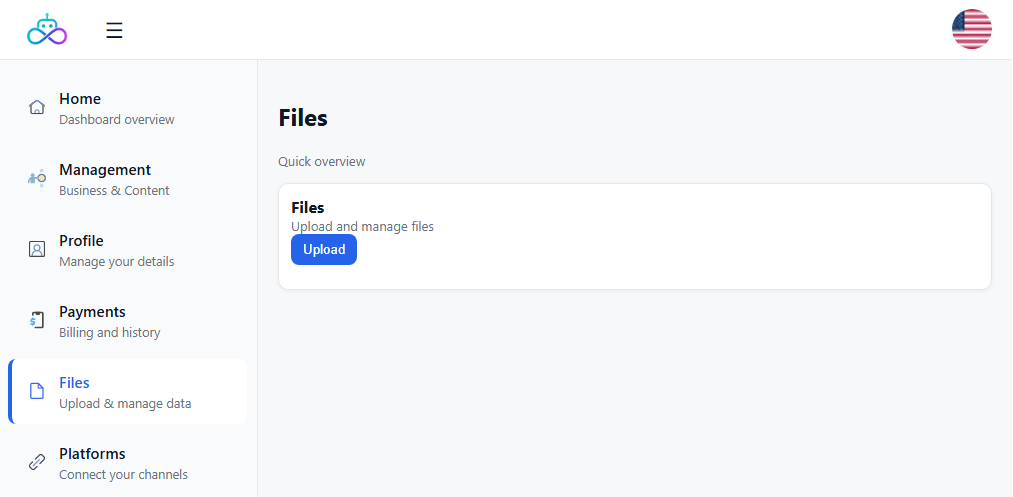 Home
Dashboard overview
Management
Business & Content
Profile
Manage your details
Payments
Billing and history
Files
Upload & manage data
Platforms
Connect your channels
Files
Quick overview
Files
Upload and manage files
Upload